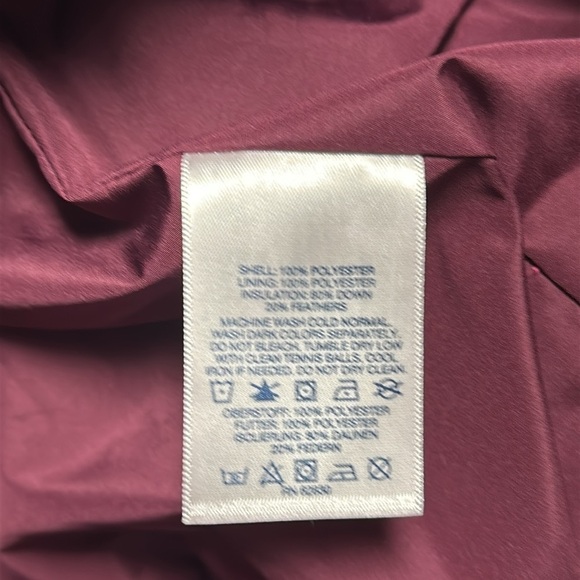 SHELL: 100% POLYESTER
LINING: 100% POLYESTER
INSULATION: 80% DOWN
20% FEATHERS
MACHINE WASH COLD NORMAL,
WASH DARK COLORS SEPARATELY,
DO NOT BLEACH, TUMBLE DRY LOW
WITH CLEAN TENNIS BALLS, COOL
IRON IF NEEDED. DO NOT DRY CLEAN.
OBERSTOFF: 100% POLYESTER
FUTTER: 100% POLYESTER
ISOLIERUNG: 80% DAUNEN
20% FEDERN
RN 62630